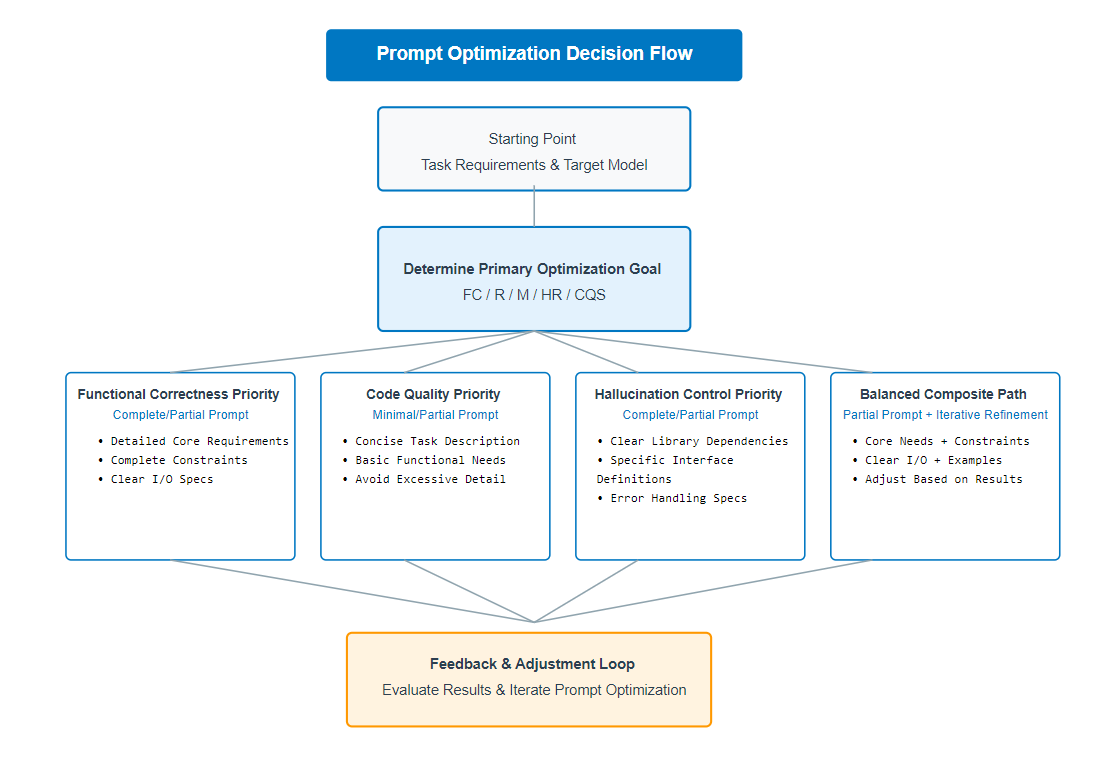 Prompt Optimization Decision Flow
Starting Point
Task Requirements & Target Model
Determine Primary Optimization Goal
FC / R / M / HR / CQS
Functional Correctness Priority
Complete/Partial Prompt
• Detailed Core Requirements
• Complete Constraints
• Clear I/O Specs
Code Quality Priority
Minimal/Partial Prompt
• Concise Task Description
• Basic Functional Needs
• Avoid Excessive Detail
Hallucination Control Priority
Complete/Partial Prompt
• Clear Library Dependencies
• Specific Interface
Definitions
• Error Handling Specs
Balanced Composite Path
Partial Prompt + Iterative Refinement
• Core Needs + Constraints
• Clear I/O + Examples
• Adjust Based on Results
Feedback & Adjustment Loop
Evaluate Results & Iterate Prompt Optimization